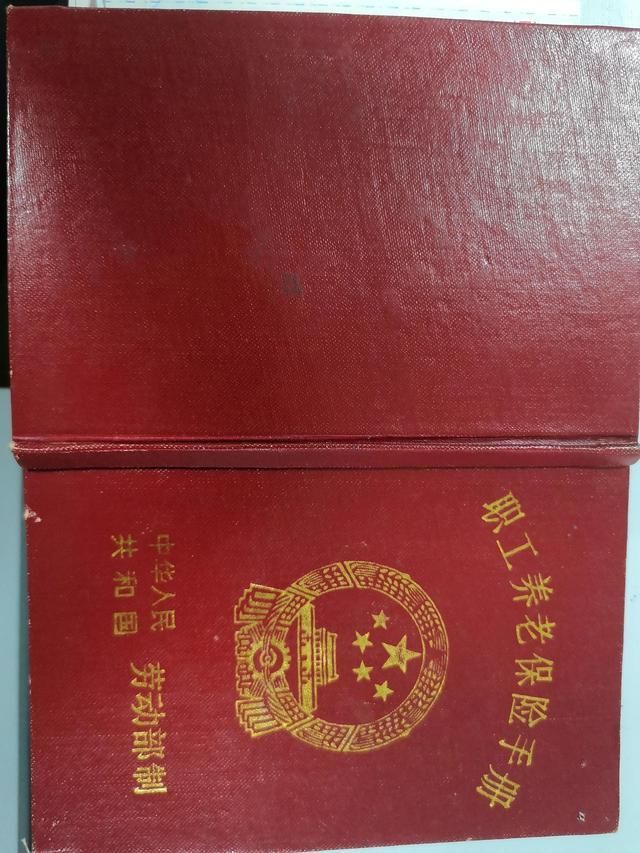 职工养老保险手册
中华人民
共和国
劳动部制